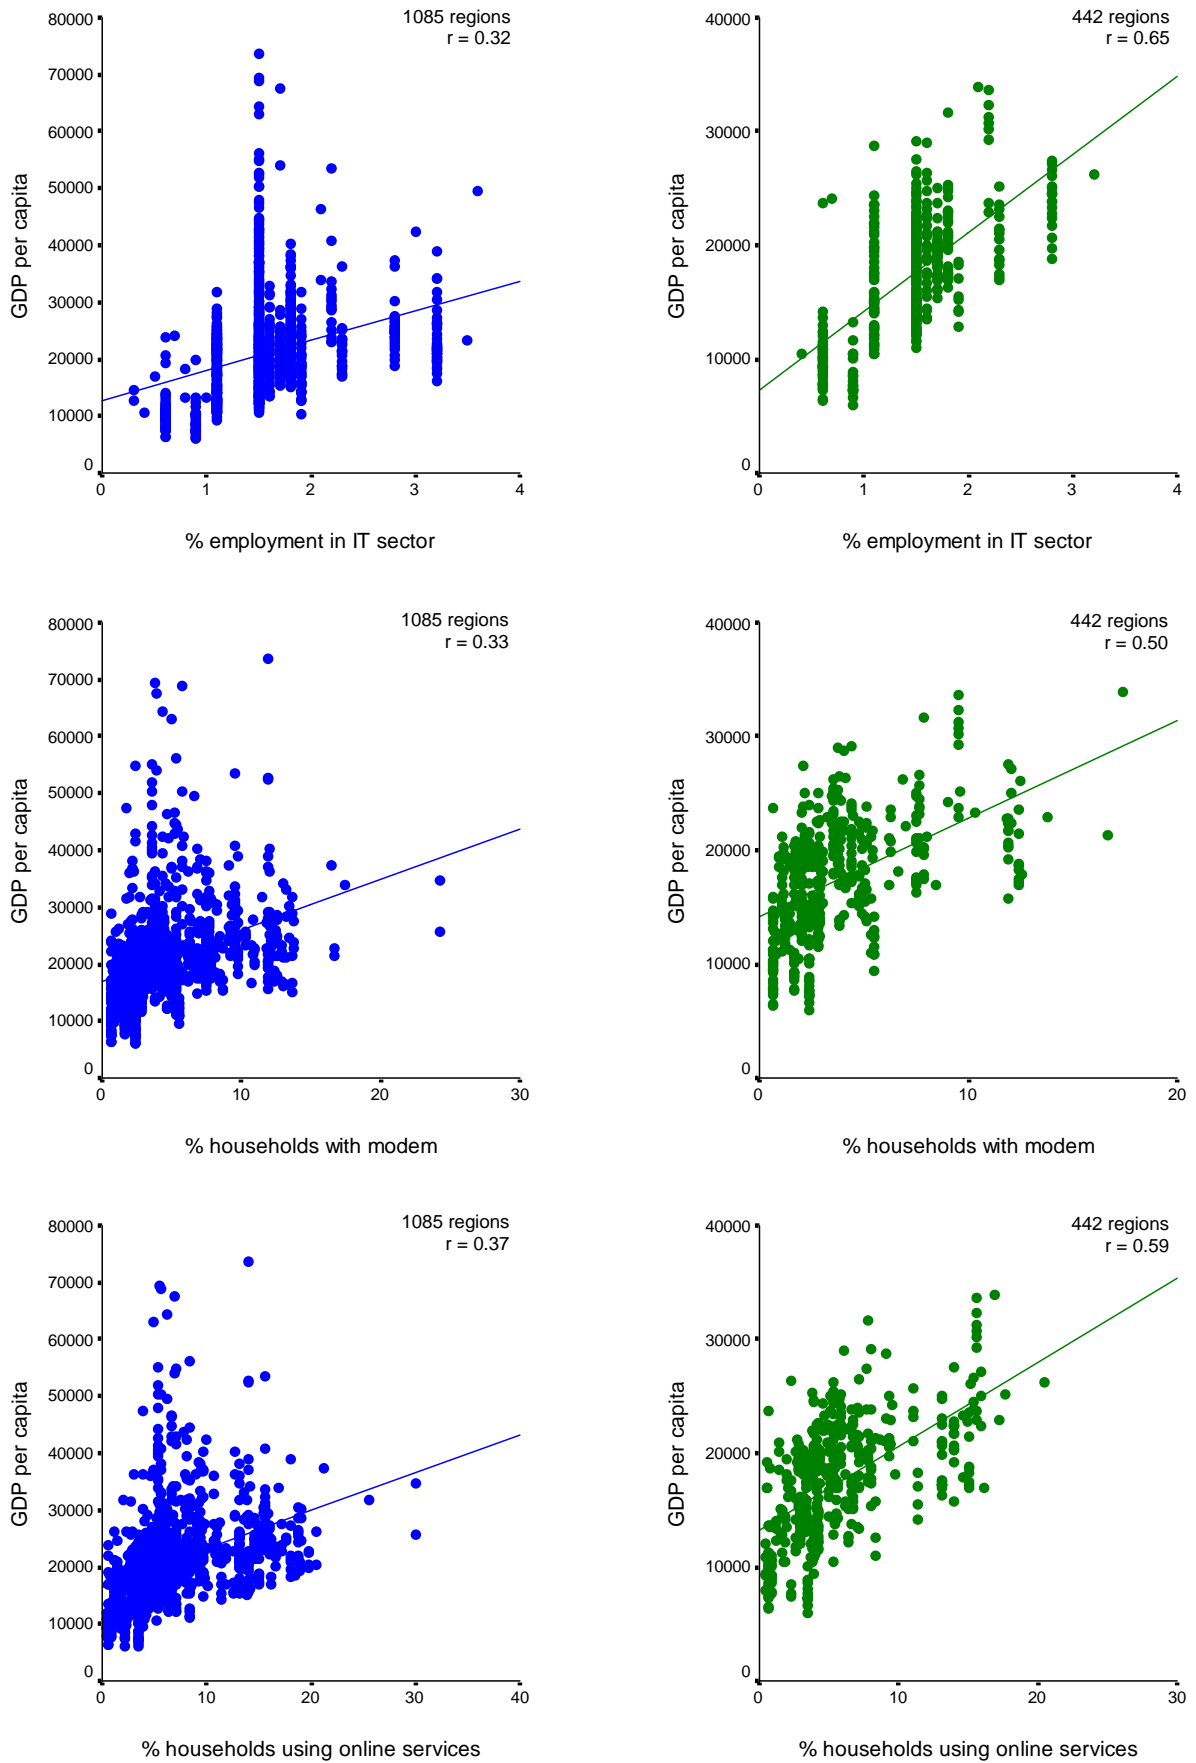 1085 regions
r = 0.32
80000
70000
60000
50000
40000
30000
20000
10000
0
0 1 2 3 4
GDP per capita
% employment in IT sector
442 regions
r = 0.65
40000
30000
20000
10000
0
0 1 2 3 4
GDP per capita
% employment in IT sector
1085 regions
r = 0.33
80000
70000
60000
50000
40000
30000
20000
10000
0
0 10 20 30
GDP per capita
% households with modem
442 regions
r = 0.50
40000
30000
20000
10000
0
0 10 20
GDP per capita
% households with modem
1085 regions
r = 0.37
80000
70000
60000
50000
40000
30000
20000
10000
0
0 10 20 30 40
GDP per capita
% households using online services
442 regions
r = 0.59
40000
30000
20000
10000
0
0 10 20 30
GDP per capita
% households using online services